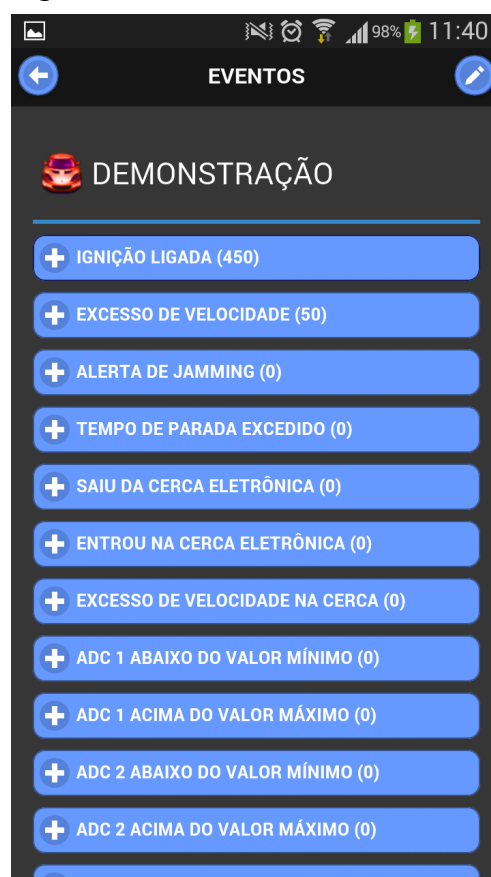 98% 11:40
EVENTOS
DEMONSTRAÇÃO
IGNIÇÃO LIGADA (450)
EXCESSO DE VELOCIDADE (50)
ALERTA DE JAMMING (0)
TEMPO DE PARADA EXCEDIDO (0)
SAIU DA CERCA ELETRÔNICA (0)
ENTROU NA CERCA ELETRÔNICA (0)
EXCESSO DE VELOCIDADE NA CERCA (0)
ADC 1 ABAIXO DO VALOR MÍNIMO (0)
ADC 1 ACIMA DO VALOR MÁXIMO (0)
ADC 2 ABAIXO DO VALOR MÍNIMO (0)
ADC 2 ACIMA DO VALOR MÁXIMO (0)